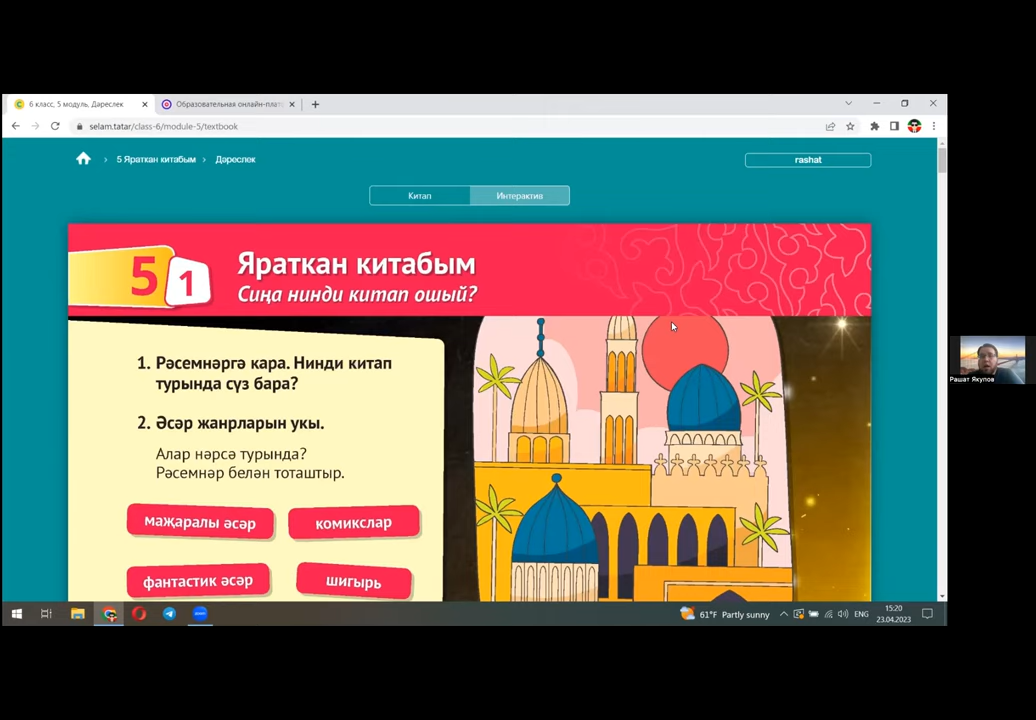 6 класс, 5 модуль. Дәреслек
Образовательная онлайн-плат
selam.tatar/class-6/module-5/textbook
5 Яраткан китабым
Дәреслек
rashat
Китап
Интерактив
5 1
Яраткан китабым
Сиңа нинди китап ошый?
1. Рәсемнәргә кара. Нинди китап
турында сүз бара?
2. Әсәр жанрларын укы.
Алар нәрсә турында?
Рәсемнәр белән тоташтыр.
маҗаралы әсәр
комикслар
фантастик әсәр
шигырь
Рашат Якупов
61°F Partly sunny
ENG
15:20
23.04.2023